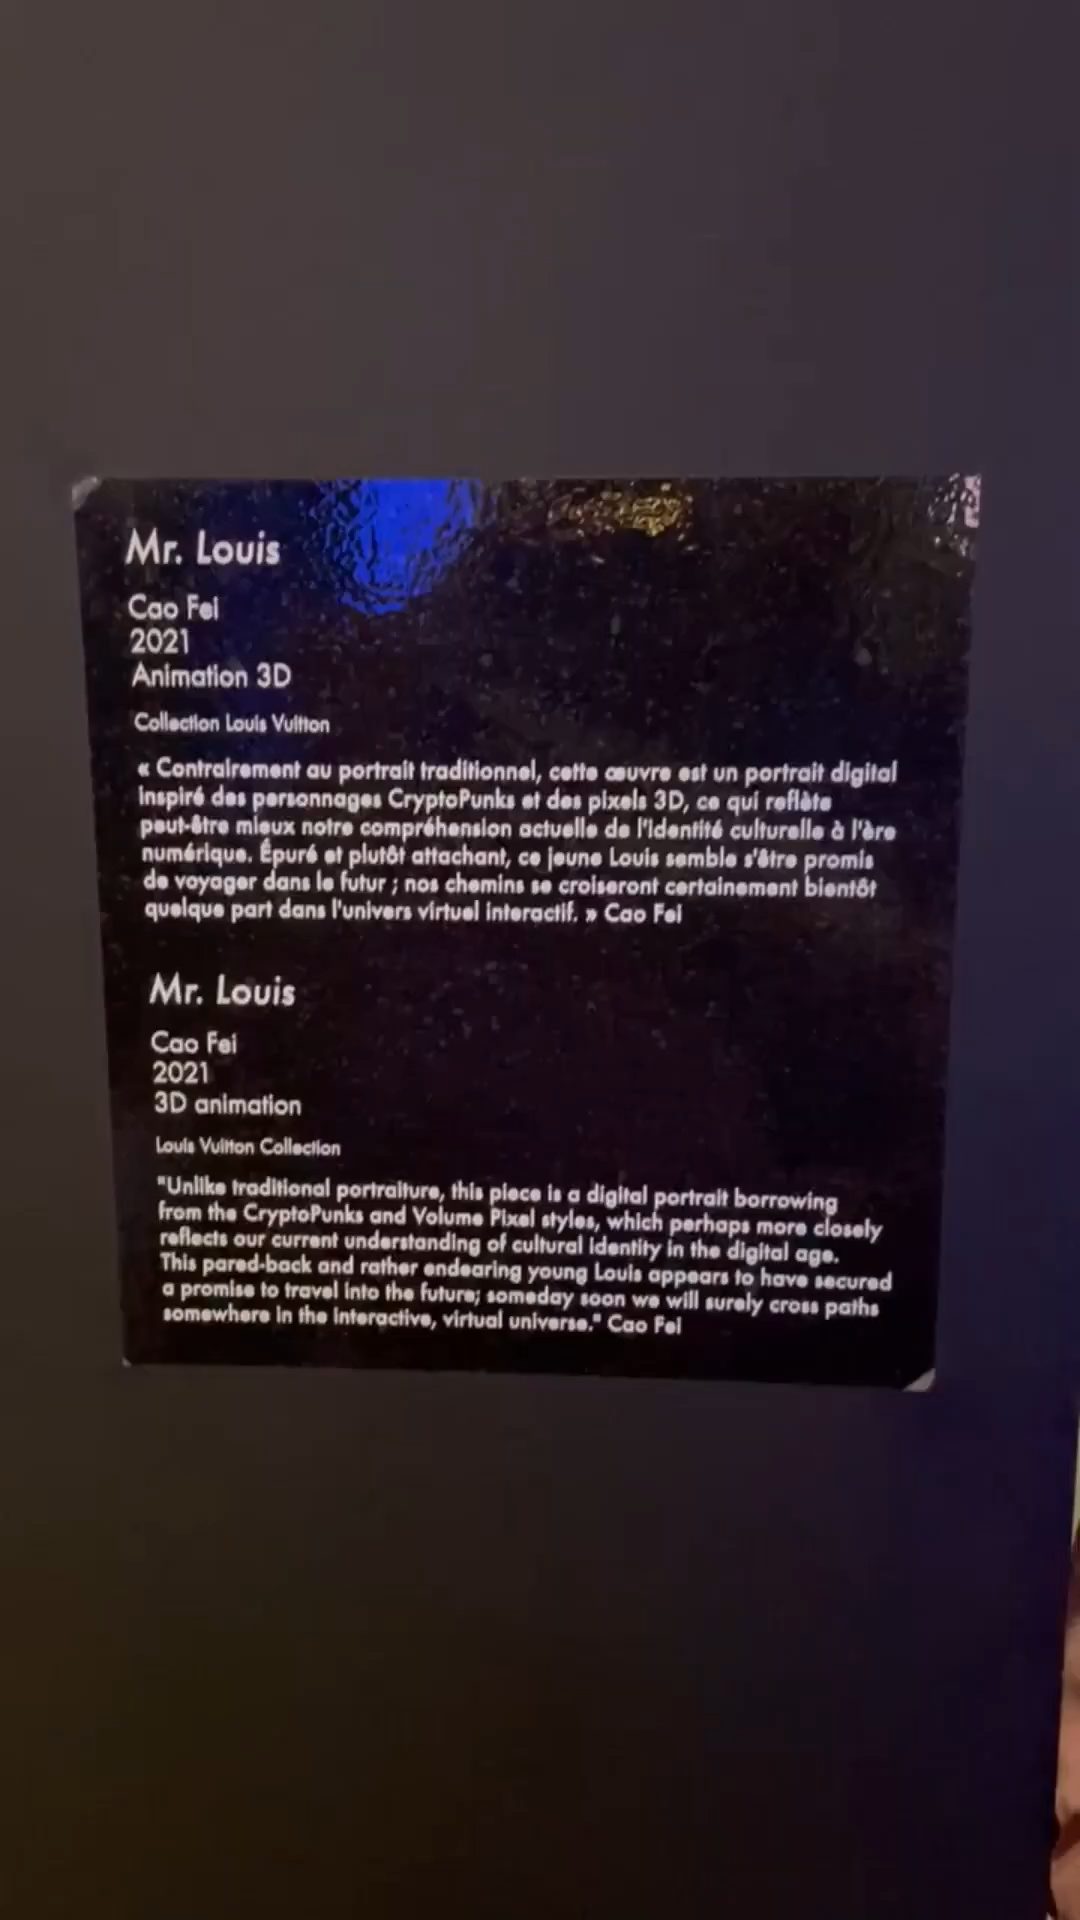 Mr. Louis
Cao Fei
2021
Animation 3D
Collection Louis Vuitton
« Contrairement au portrait traditionnel, cette œuvre est un portrait digital
inspiré des personnages CryptoPunks et des pixels 3D, ce qui reflète
peut-être mieux notre compréhension actuelle de l'identité culturelle à l'ère
numérique. Épuré et plutôt attachant, ce jeune Louis semble s'être promis
de voyager dans le futur ; nos chemins se croiseront certainement bientôt
quelque part dans l'univers virtuel interactif. » Cao Fei
Mr. Louis
Cao Fei
2021
3D animation
Louis Vuitton Collection
"Unlike traditional portraiture, this piece is a digital portrait borrowing
from the CryptoPunks and Volume Pixel styles, which perhaps more closely
reflects our current understanding of cultural identity in the digital age.
This pared-back and rather endearing young Louis appears to have secured
a promise to travel into the future; someday soon we will surely cross paths
somewhere in the interactive, virtual universe." Cao Fei